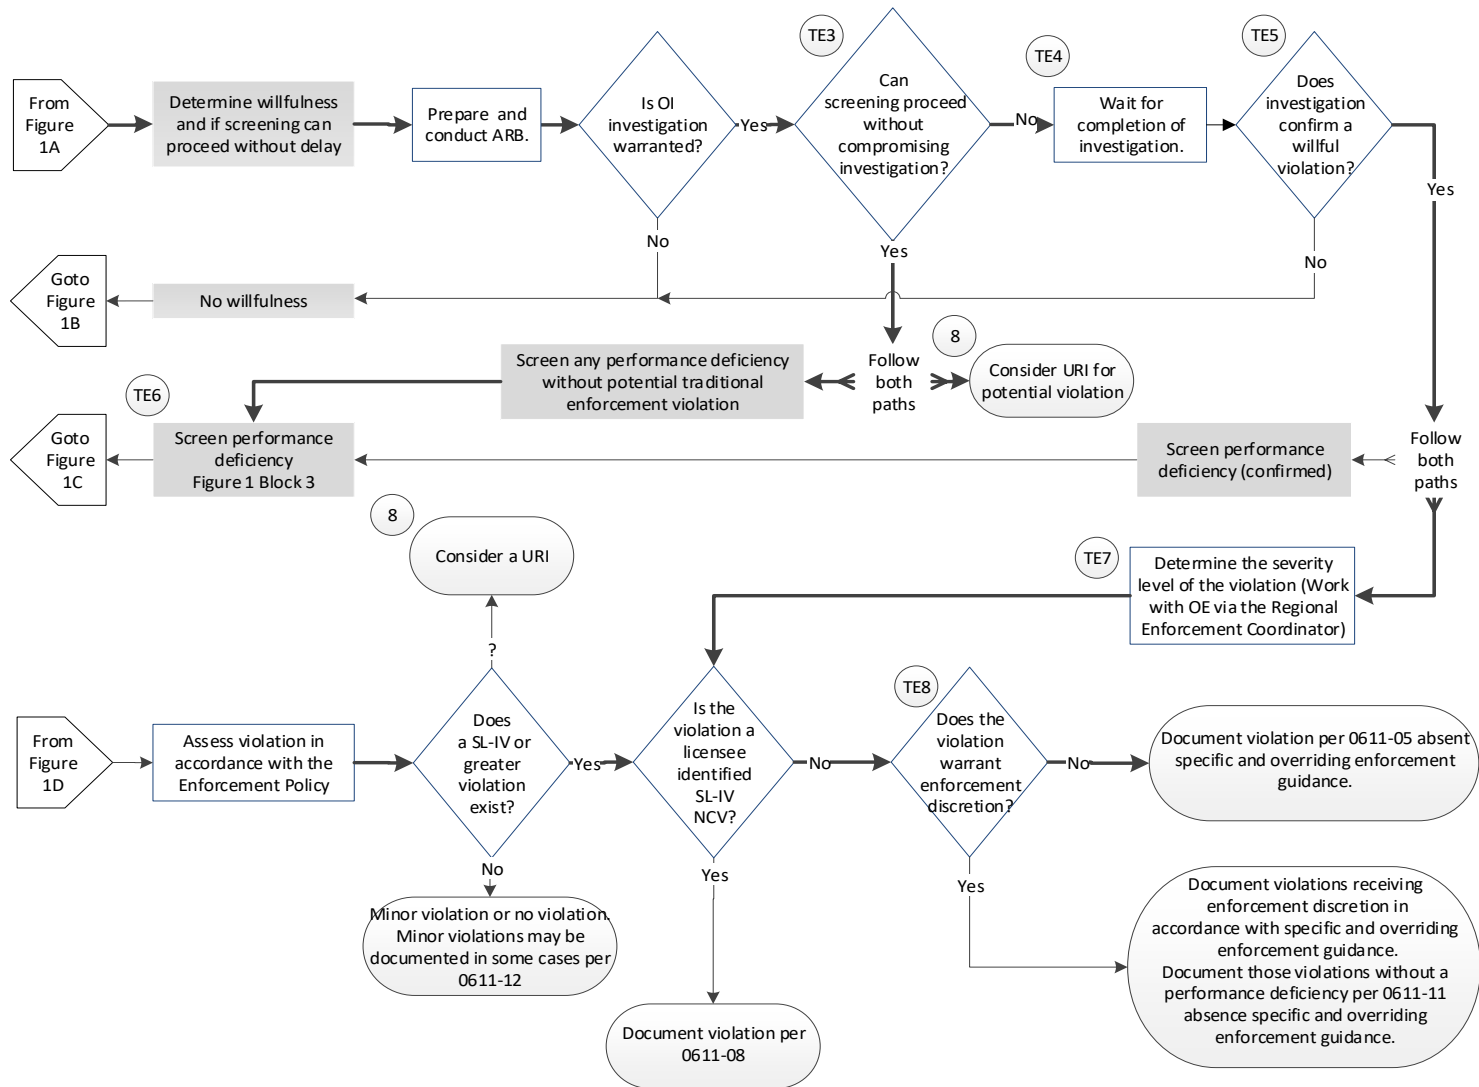 TE3
TE4
TE5
From
Figure
1A
Determine willfulness
and if screening can
proceed without delay
Prepare and
conduct ARB.
Is OI
investigation
warranted?
Yes
Can
screening proceed
without
compromising
investigation?
No
Wait for
completion of
investigation.
Does
investigation
confirm a
willful
violation?
Yes
No
Yes
No
Goto
Figure
1B
No willfulness
8
Screen any performance deficiency
without potential traditional
enforcement violation
Follow
both
paths
Consider URI for
potential violation
TE6
Goto
Figure
1C
Screen performance
deficiency
Figure 1 Block 3
Screen performance
deficiency (confirmed)
Follow
both
paths
8
Consider a URI
TE7
Determine the severity
level of the violation (Work
with OE via the Regional
Enforcement Coordinator)
?
TE8
From
Figure
1D
Assess violation in
accordance with the
Enforcement Policy
Does
a SL-IV or
greater
violation
exist?
Yes
Is the
violation a
licensee
identified
SL-IV
NCV?
No
Does the
violation
warrant
enforcement
discretion?
No
Document violation per 0611-05 absent
specific and overriding enforcement
guidance.
No
Yes
Yes
Minor violation or no violation.
Minor violations may be
documented in some cases per
0611-12
Document violation per
0611-08
Document violations receiving
enforcement discretion in
accordance with specific and overriding
enforcement guidance.
Document those violations without a
performance deficiency per 0611-11
absence specific and overriding
enforcement guidance.